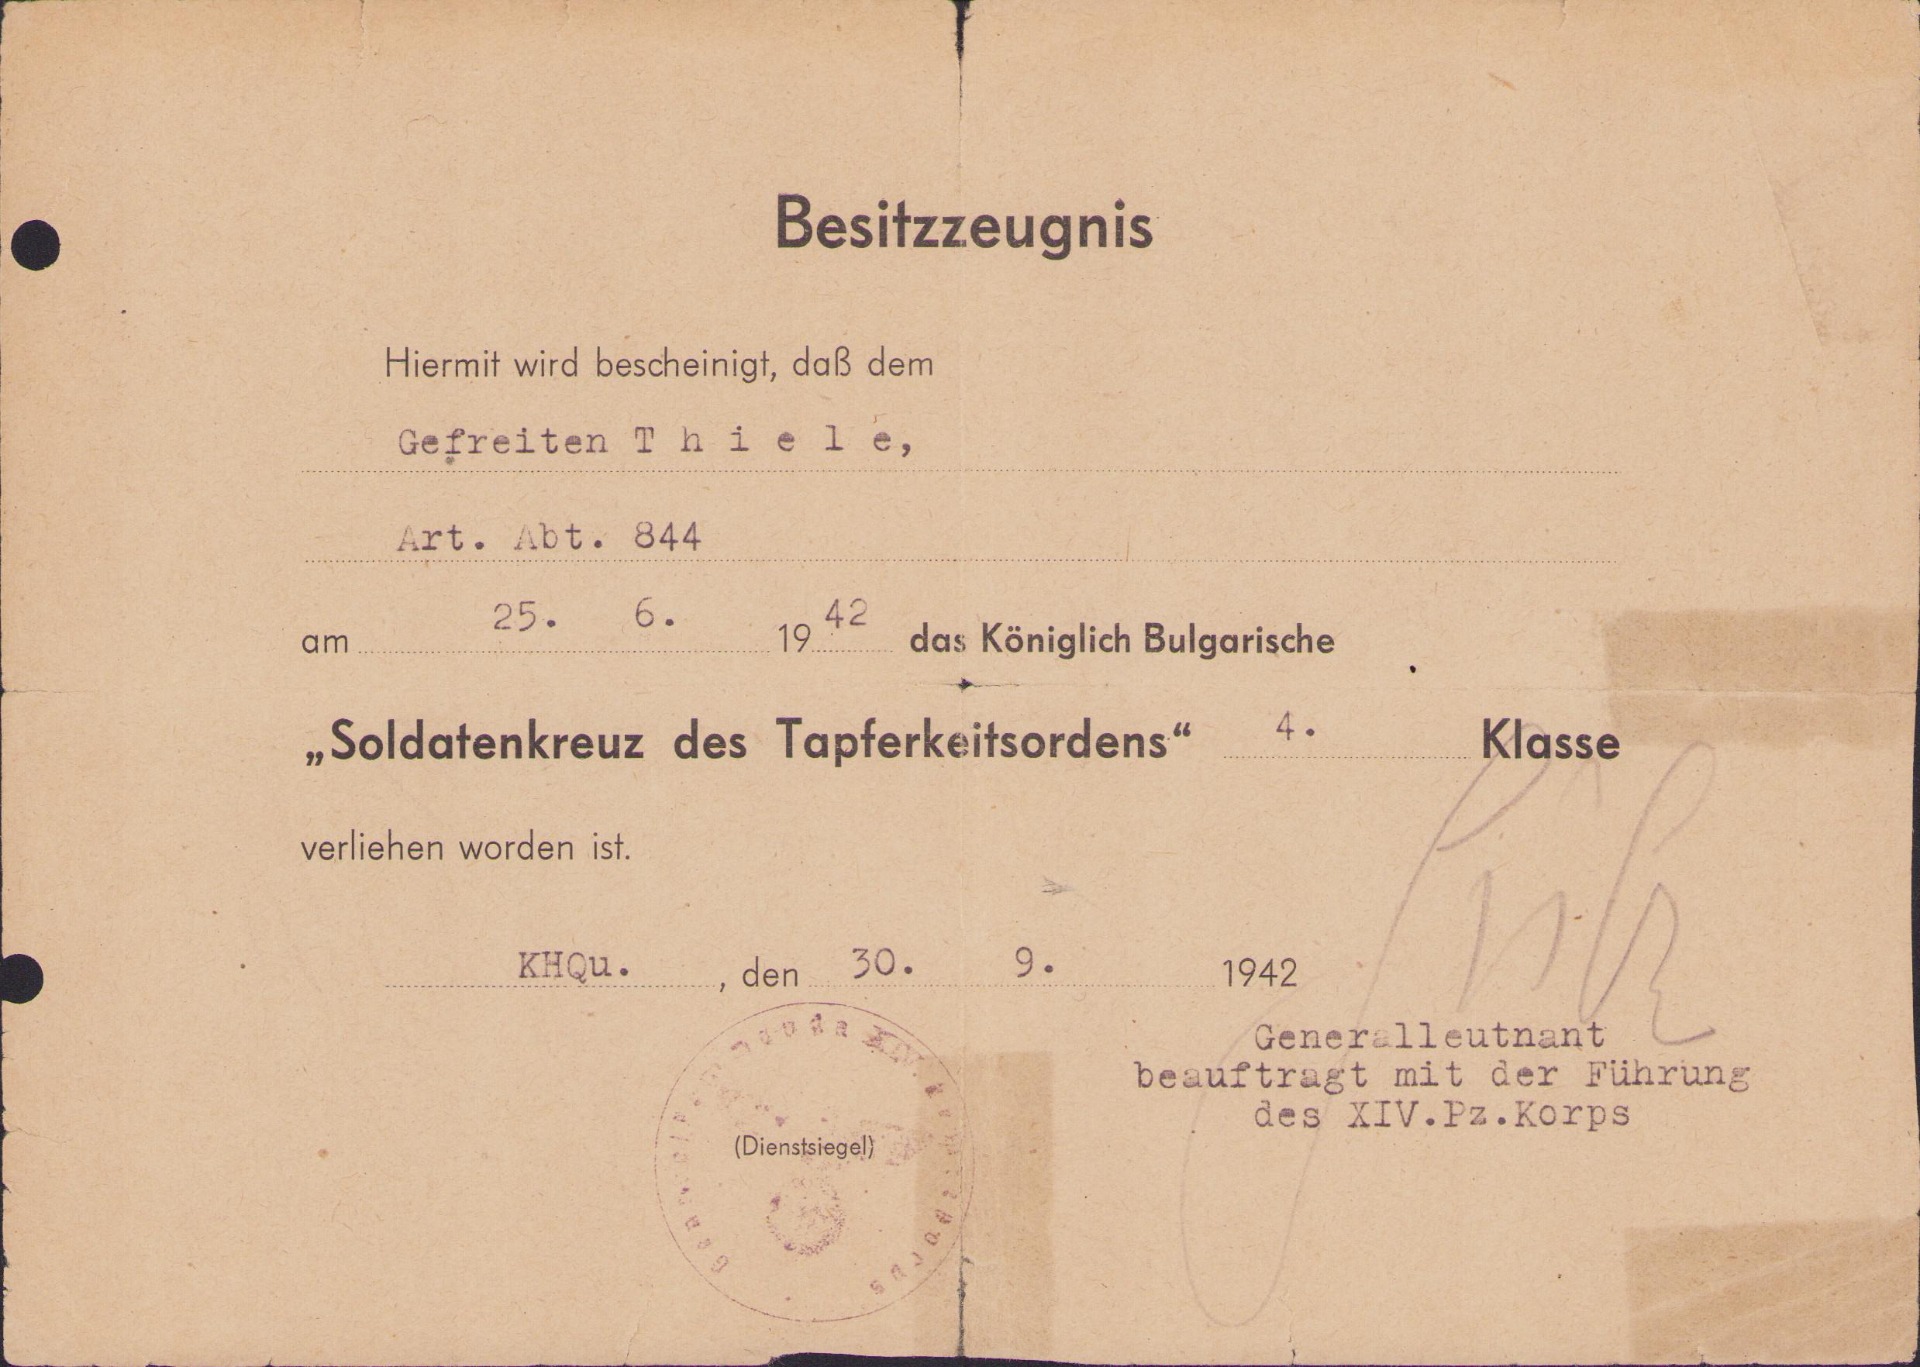 Besitzzeugnis
Hiermit wird bescheinigt, daß dem
Gefreiten T h i e l e,
Art. Abt. 844
am 25. 6. 1942 das Königlich Bulgarische
„Soldatenkreuz des Tapferkeitsordens“ 4. Klasse
verliehen worden ist.
KHQu. , den 30. 9. 1942
Generalleutnant
beauftragt mit der Führung
des XIV.Pz.Korps
(Dienstsiegel)